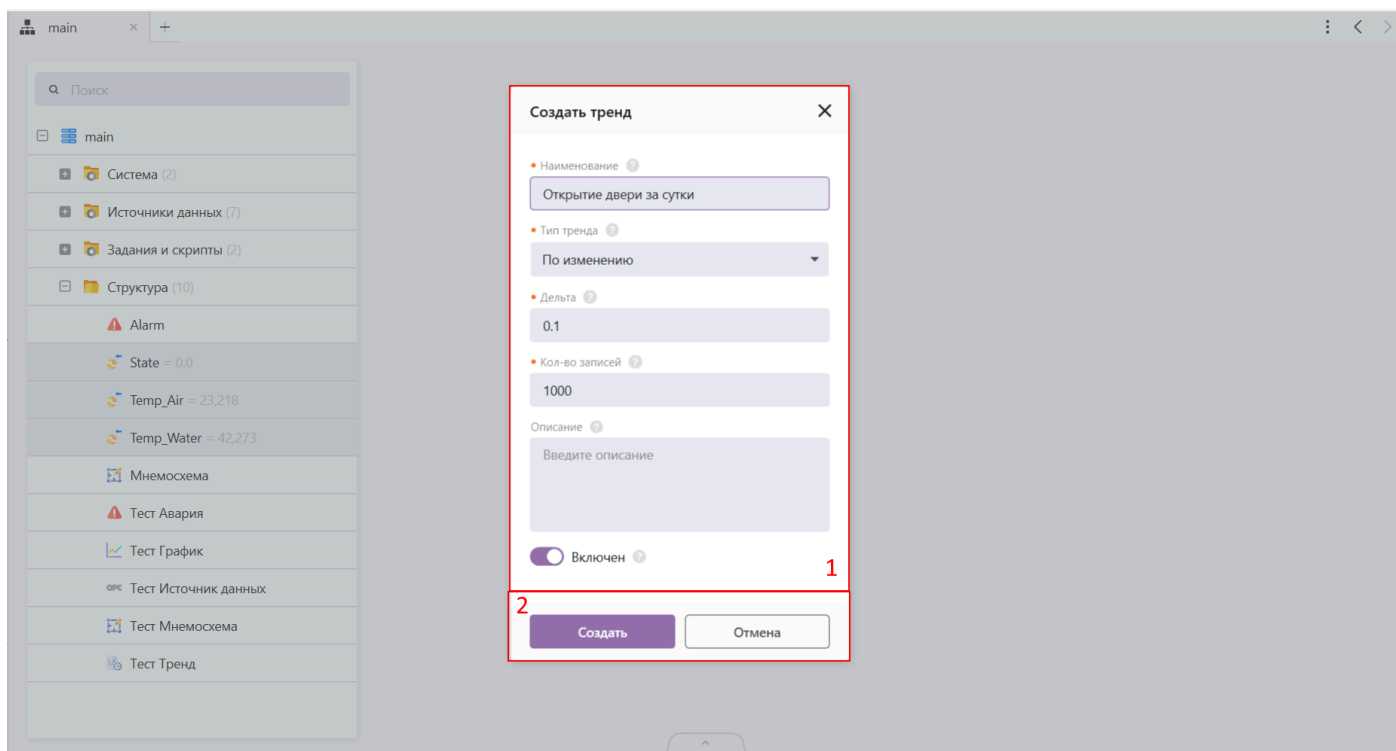 main
Поиск
main
Система (2)
Источники данных (7)
Задания и скрипты (2)
Структура (10)
Alarm
State = 0,0
Temp_Air = 23,218
Temp_Water = 42,273
Мнемосхема
Тест Авария
Тест График
OPC Тест Источник данных
Тест Мнемосхема
Тест Тренд
Создать тренд
Наименование
Открытие двери за сутки
Тип тренда
По изменению
Дельта
0.1
Кол-во записей
1000
Описание
Введите описание
Включен
1
2
Создать Отмена